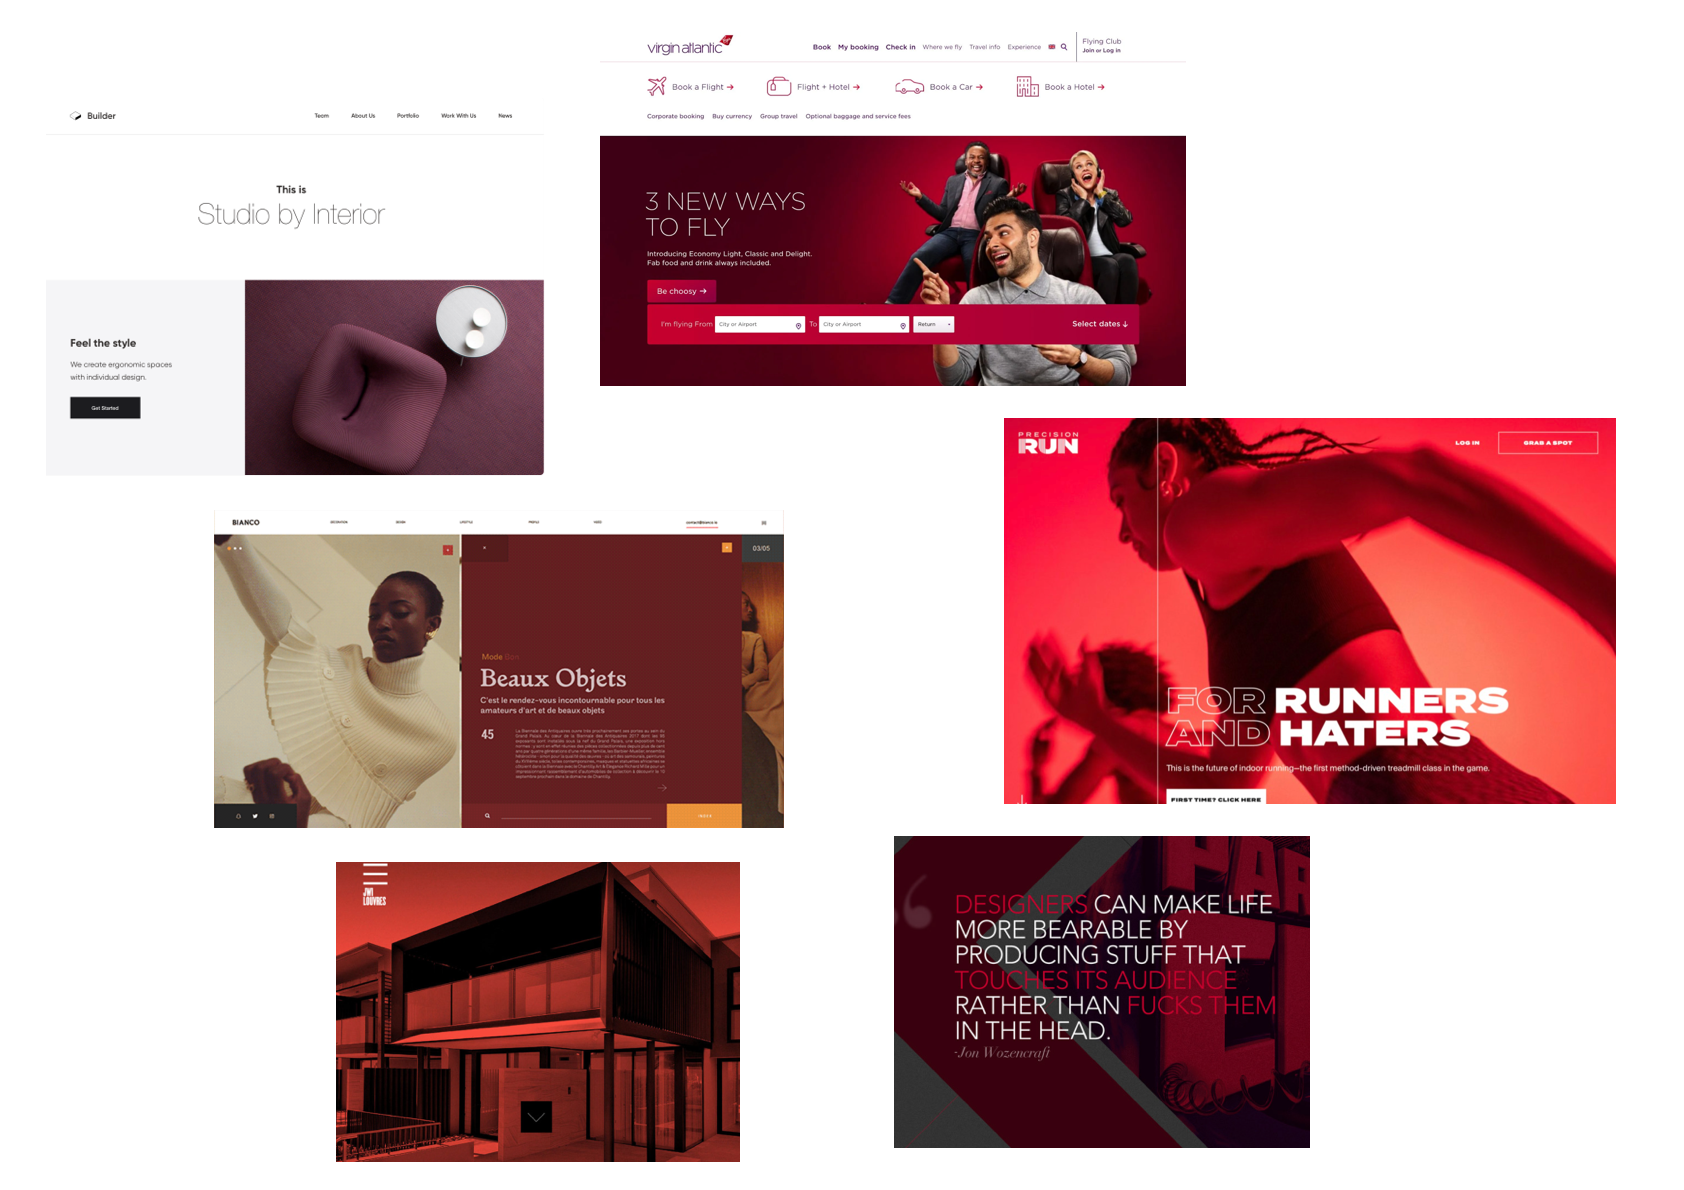 virgin atlantic
Book My booking Check in Where we fly Travel info Experience
Flying Club
Join or Log in
Book a Flight →
Flight + Hotel →
Book a Car →
Book a Hotel →
Corporate booking Buy currency Group travel Optional baggage and service fees
3 NEW WAYS
TO FLY
Introducing Economy Light, Classic and Delight.
Fab food and drink always included.
Be choosy →
I'm flying From City or Airport To City or Airport Return Select dates ↓
Builder
Team About Us Portfolio Work With Us News
This is
Studio by Interior
Feel the style
We create ergonomic spaces
with individual design.
Get Started
PRECISION
RUN
LOG IN
GRAB A SPOT
FOR RUNNERS
AND HATERS
This is the future of indoor running—the first method-driven treadmill class in the game.
FIRST TIME? CLICK HERE
BIANCO
DECORATION DESIGN LIFESTYLE PROFILE VIDEO contact@bianco.is
03/05
Mode
Beaux Objets
C'est le rendez-vous incontournable pour tous les
amateurs d'art et de beaux objets
45
JWI
LOUVRES
DESIGNERS CAN MAKE LIFE
MORE BEARABLE BY
PRODUCING STUFF THAT
TOUCHES ITS AUDIENCE
RATHER THAN FUCKS THEM
IN THE HEAD.
-Jon Wozencraft